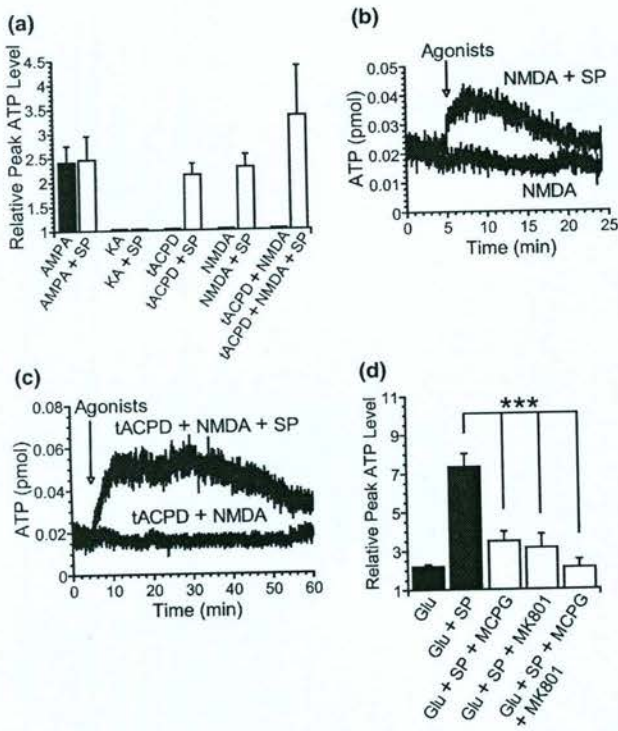 (a)
Relative Peak ATP Level
4.5
4
3.5
3
2.5
2
1.5
1
AMPA
AMPA + SP
KA
KA + SP
tACPD
tACPD + SP
NMDA
NMDA + SP
tACPD + NMDA
tACPD + NMDA + SP
(b)
Agonists
NMDA + SP
NMDA
ATP (pmol)
0.05
0.04
0.03
0.02
0.01
0
0 5 10 15 20 25
Time (min)
(c)
Agonists
tACPD + NMDA + SP
tACPD + NMDA
ATP (pmol)
0.08
0.06
0.04
0.02
0
0 10 20 30 40 50 60
Time (min)
(d)
***
Relative Peak ATP Level
11
9
7
5
3
1
Glu
Glu + SP
Glu + SP + MCPG
Glu + SP + MK801
Glu + SP + MCPG
+ MK801